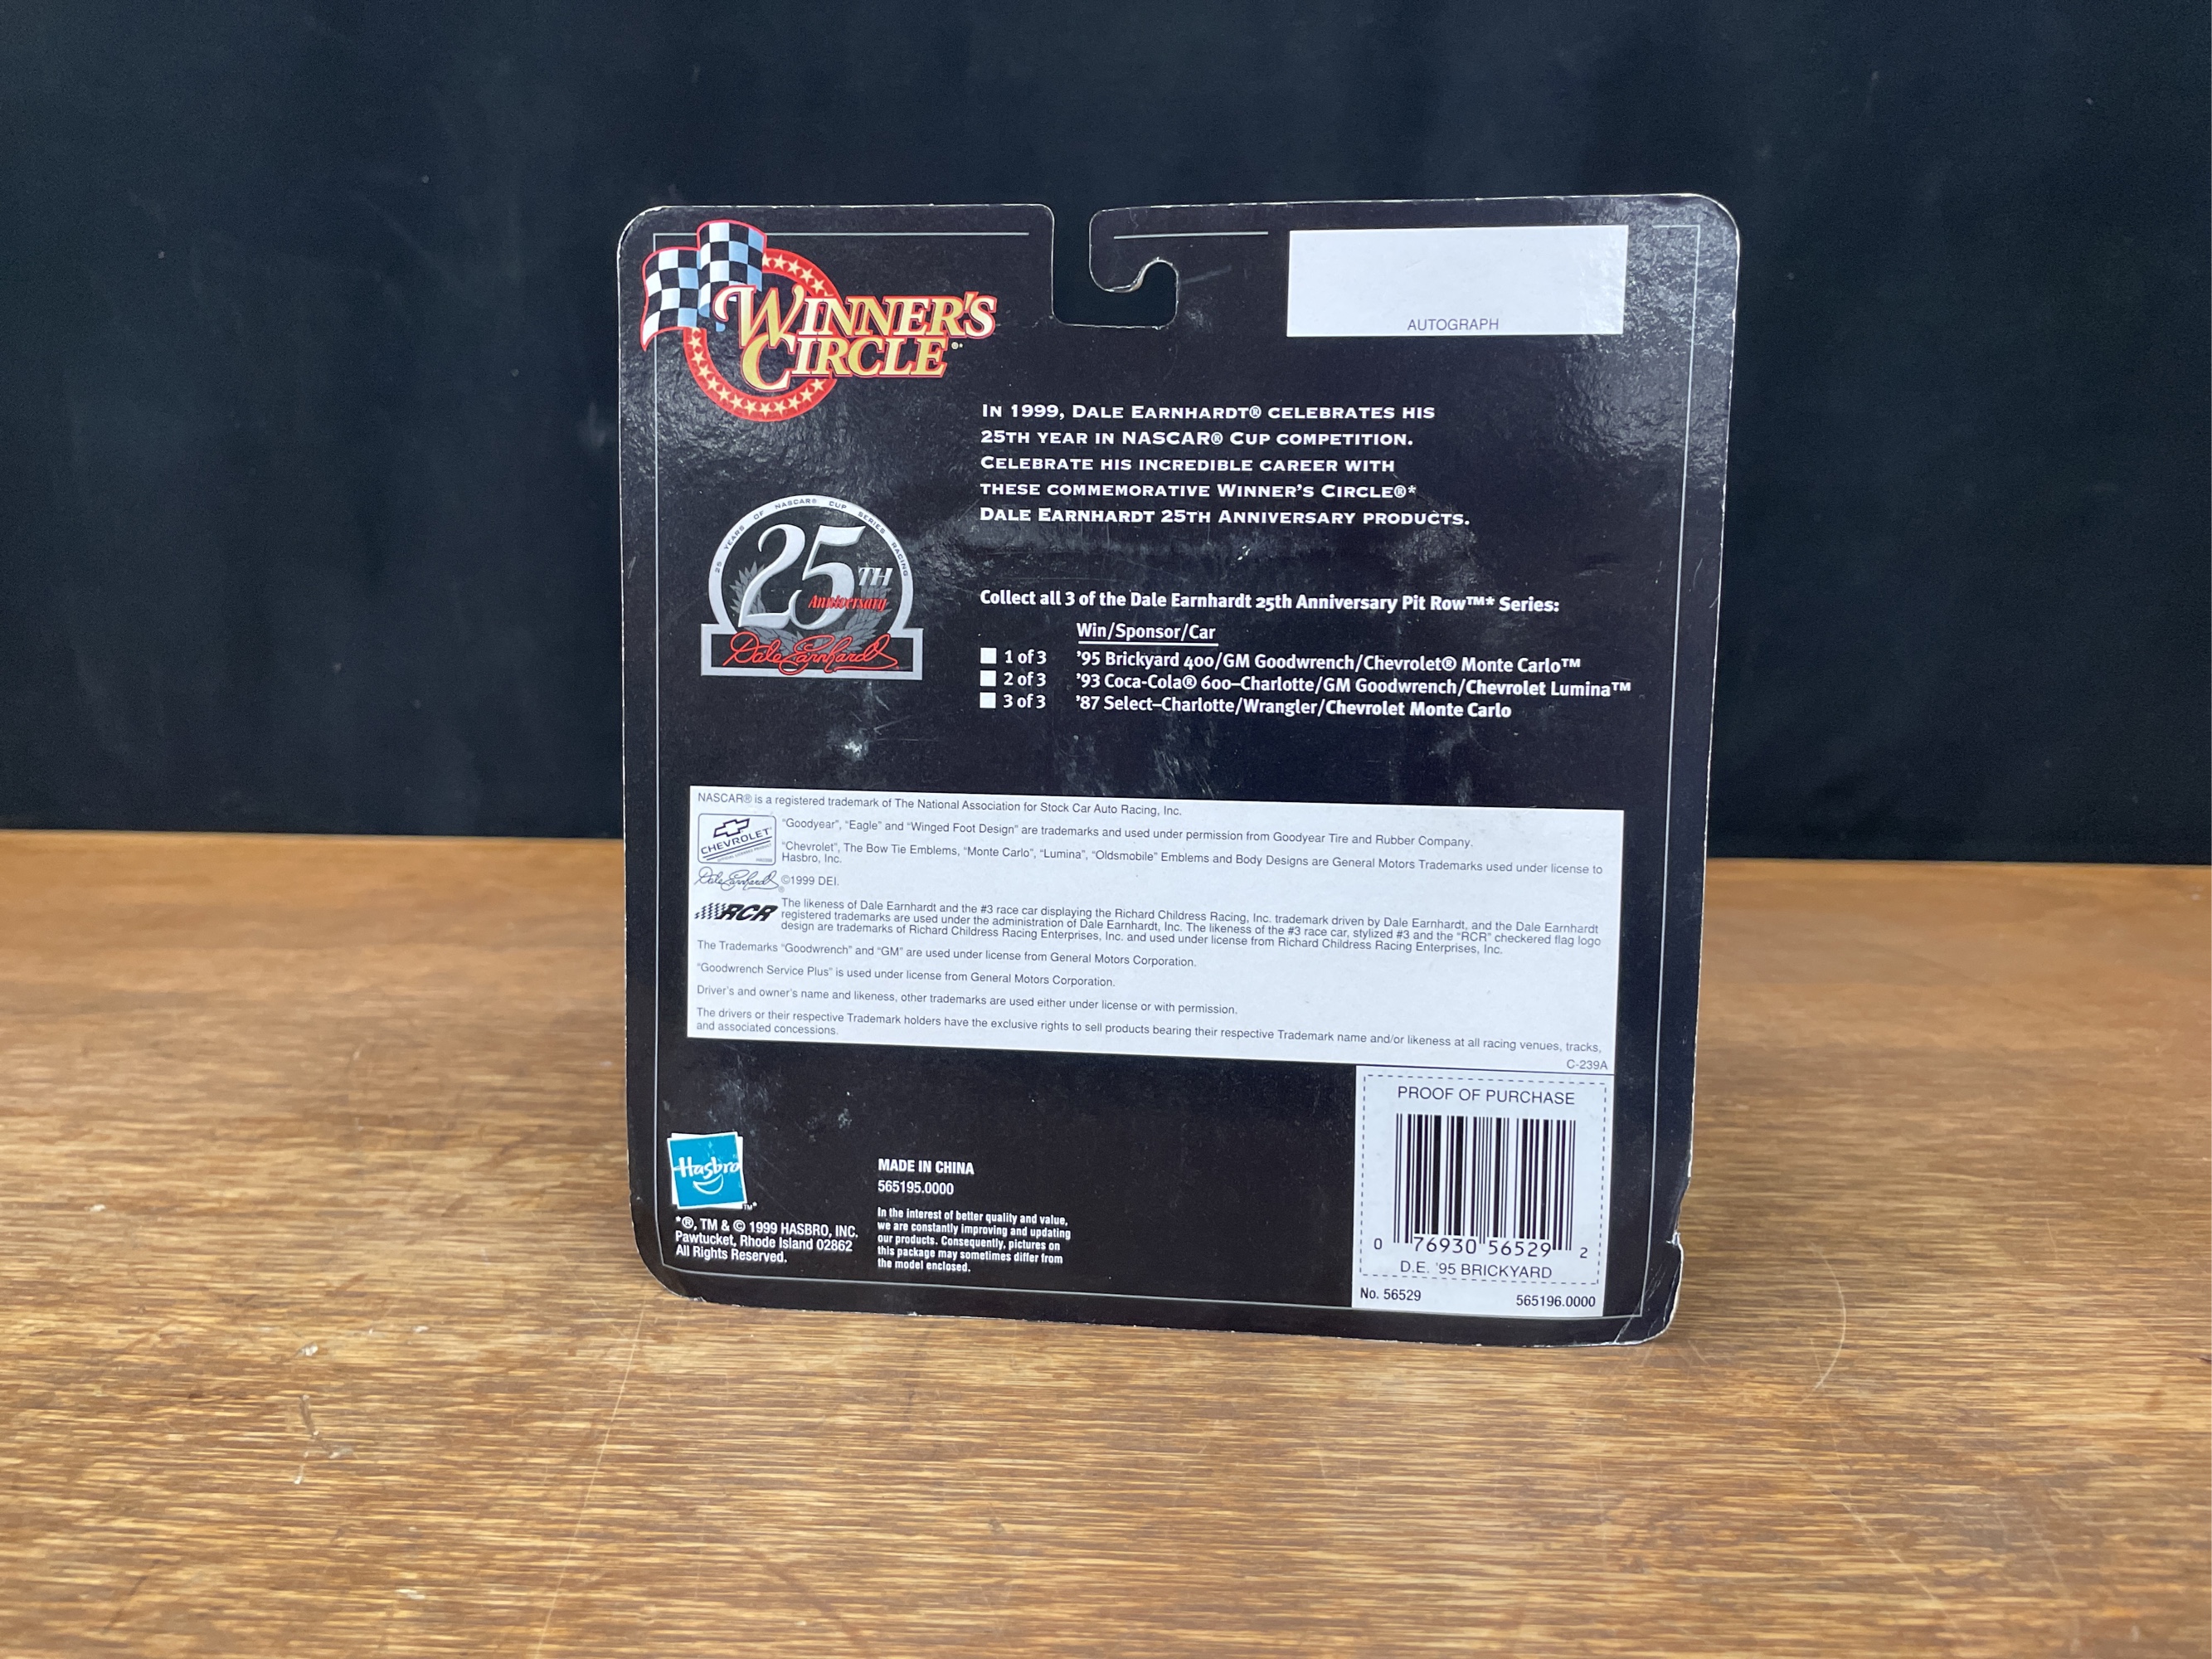 WINNER'S
CIRCLE®*
AUTOGRAPH
IN 1999, DALE EARNHARDT® CELEBRATES HIS
25TH YEAR IN NASCAR® CUP COMPETITION.
CELEBRATE HIS INCREDIBLE CAREER WITH
THESE COMMEMORATIVE WINNER'S CIRCLE®*
DALE EARNHARDT 25TH ANNIVERSARY PRODUCTS.
25 YEARS OF NASCAR® CUP SERIES RACING
25TH
Anniversary
Dale Earnhardt
Collect all 3 of the Dale Earnhardt 25th Anniversary Pit Row™* Series:
Win/Sponsor/Car
1 of 3 '95 Brickyard 400/GM Goodwrench/Chevrolet® Monte Carlo™
2 of 3 '93 Coca-Cola® 600–Charlotte/GM Goodwrench/Chevrolet Lumina™
3 of 3 '87 Select–Charlotte/Wrangler/Chevrolet Monte Carlo
NASCAR® is a registered trademark of The National Association for Stock Car Auto Racing, Inc.
CHEVROLET
"Goodyear", "Eagle" and "Winged Foot Design" are trademarks and used under permission from Goodyear Tire and Rubber Company.
"Chevrolet", The Bow Tie Emblems, "Monte Carlo", "Lumina", "Oldsmobile" Emblems and Body Designs are General Motors Trademarks used under license to
Hasbro, Inc.
Dale Earnhardt® ©1999 DEI.
RCR
The likeness of Dale Earnhardt and the #3 race car displaying the Richard Childress Racing, Inc. trademark driven by Dale Earnhardt, and the Dale Earnhardt
registered trademarks are used under the administration of Dale Earnhardt, Inc. The likeness of the #3 race car, stylized #3 and the "RCR" checkered flag logo
design are trademarks of Richard Childress Racing Enterprises, Inc. and used under license from Richard Childress Racing Enterprises, Inc.
The Trademarks "Goodwrench" and "GM" are used under license from General Motors Corporation.
"Goodwrench Service Plus" is used under license from General Motors Corporation.
Driver's and owner's name and likeness, other trademarks are used either under license or with permission.
The drivers or their respective Trademark holders have the exclusive rights to sell products bearing their respective Trademark name and/or likeness at all racing venues, tracks,
and associated concessions.
C-239A
Hasbro
™*
*®, TM & © 1999 HASBRO, INC.
Pawtucket, Rhode Island 02862
All Rights Reserved.
MADE IN CHINA
565195.0000
In the interest of better quality and value,
we are constantly improving and updating
our products. Consequently, pictures on
this package may sometimes differ from
the model enclosed.
PROOF OF PURCHASE
0 76930 56529 2
D.E. '95 BRICKYARD
No. 56529 565196.0000